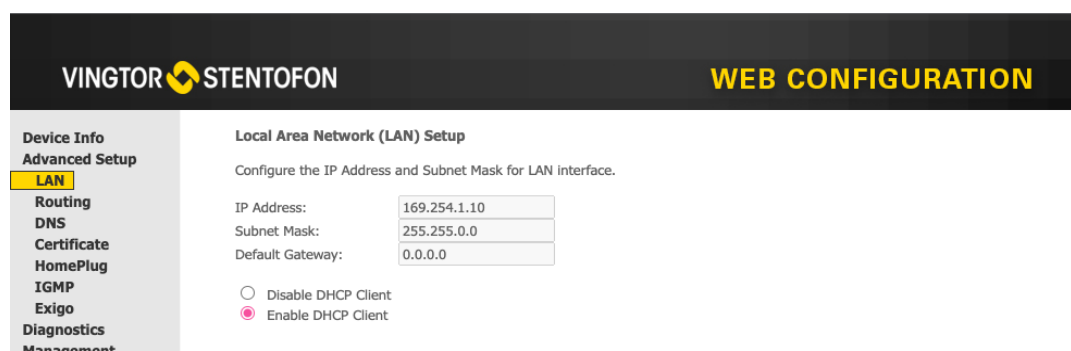 VINGTOR STENTOFON
WEB CONFIGURATION
Device Info
Advanced Setup
LAN
Routing
DNS
Certificate
HomePlug
IGMP
Exigo
Diagnostics
Management
Local Area Network (LAN) Setup
Configure the IP Address and Subnet Mask for LAN interface.
IP Address: 169.254.1.10
Subnet Mask: 255.255.0.0
Default Gateway: 0.0.0.0
Disable DHCP Client
Enable DHCP Client